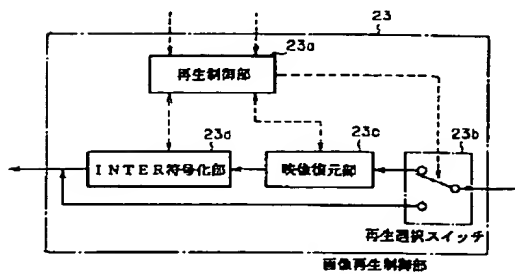 23
23a
再生制御部
23d
23c
23b
INTER符号化部
映像復元部
再生選択スイッチ
画像再生制御部